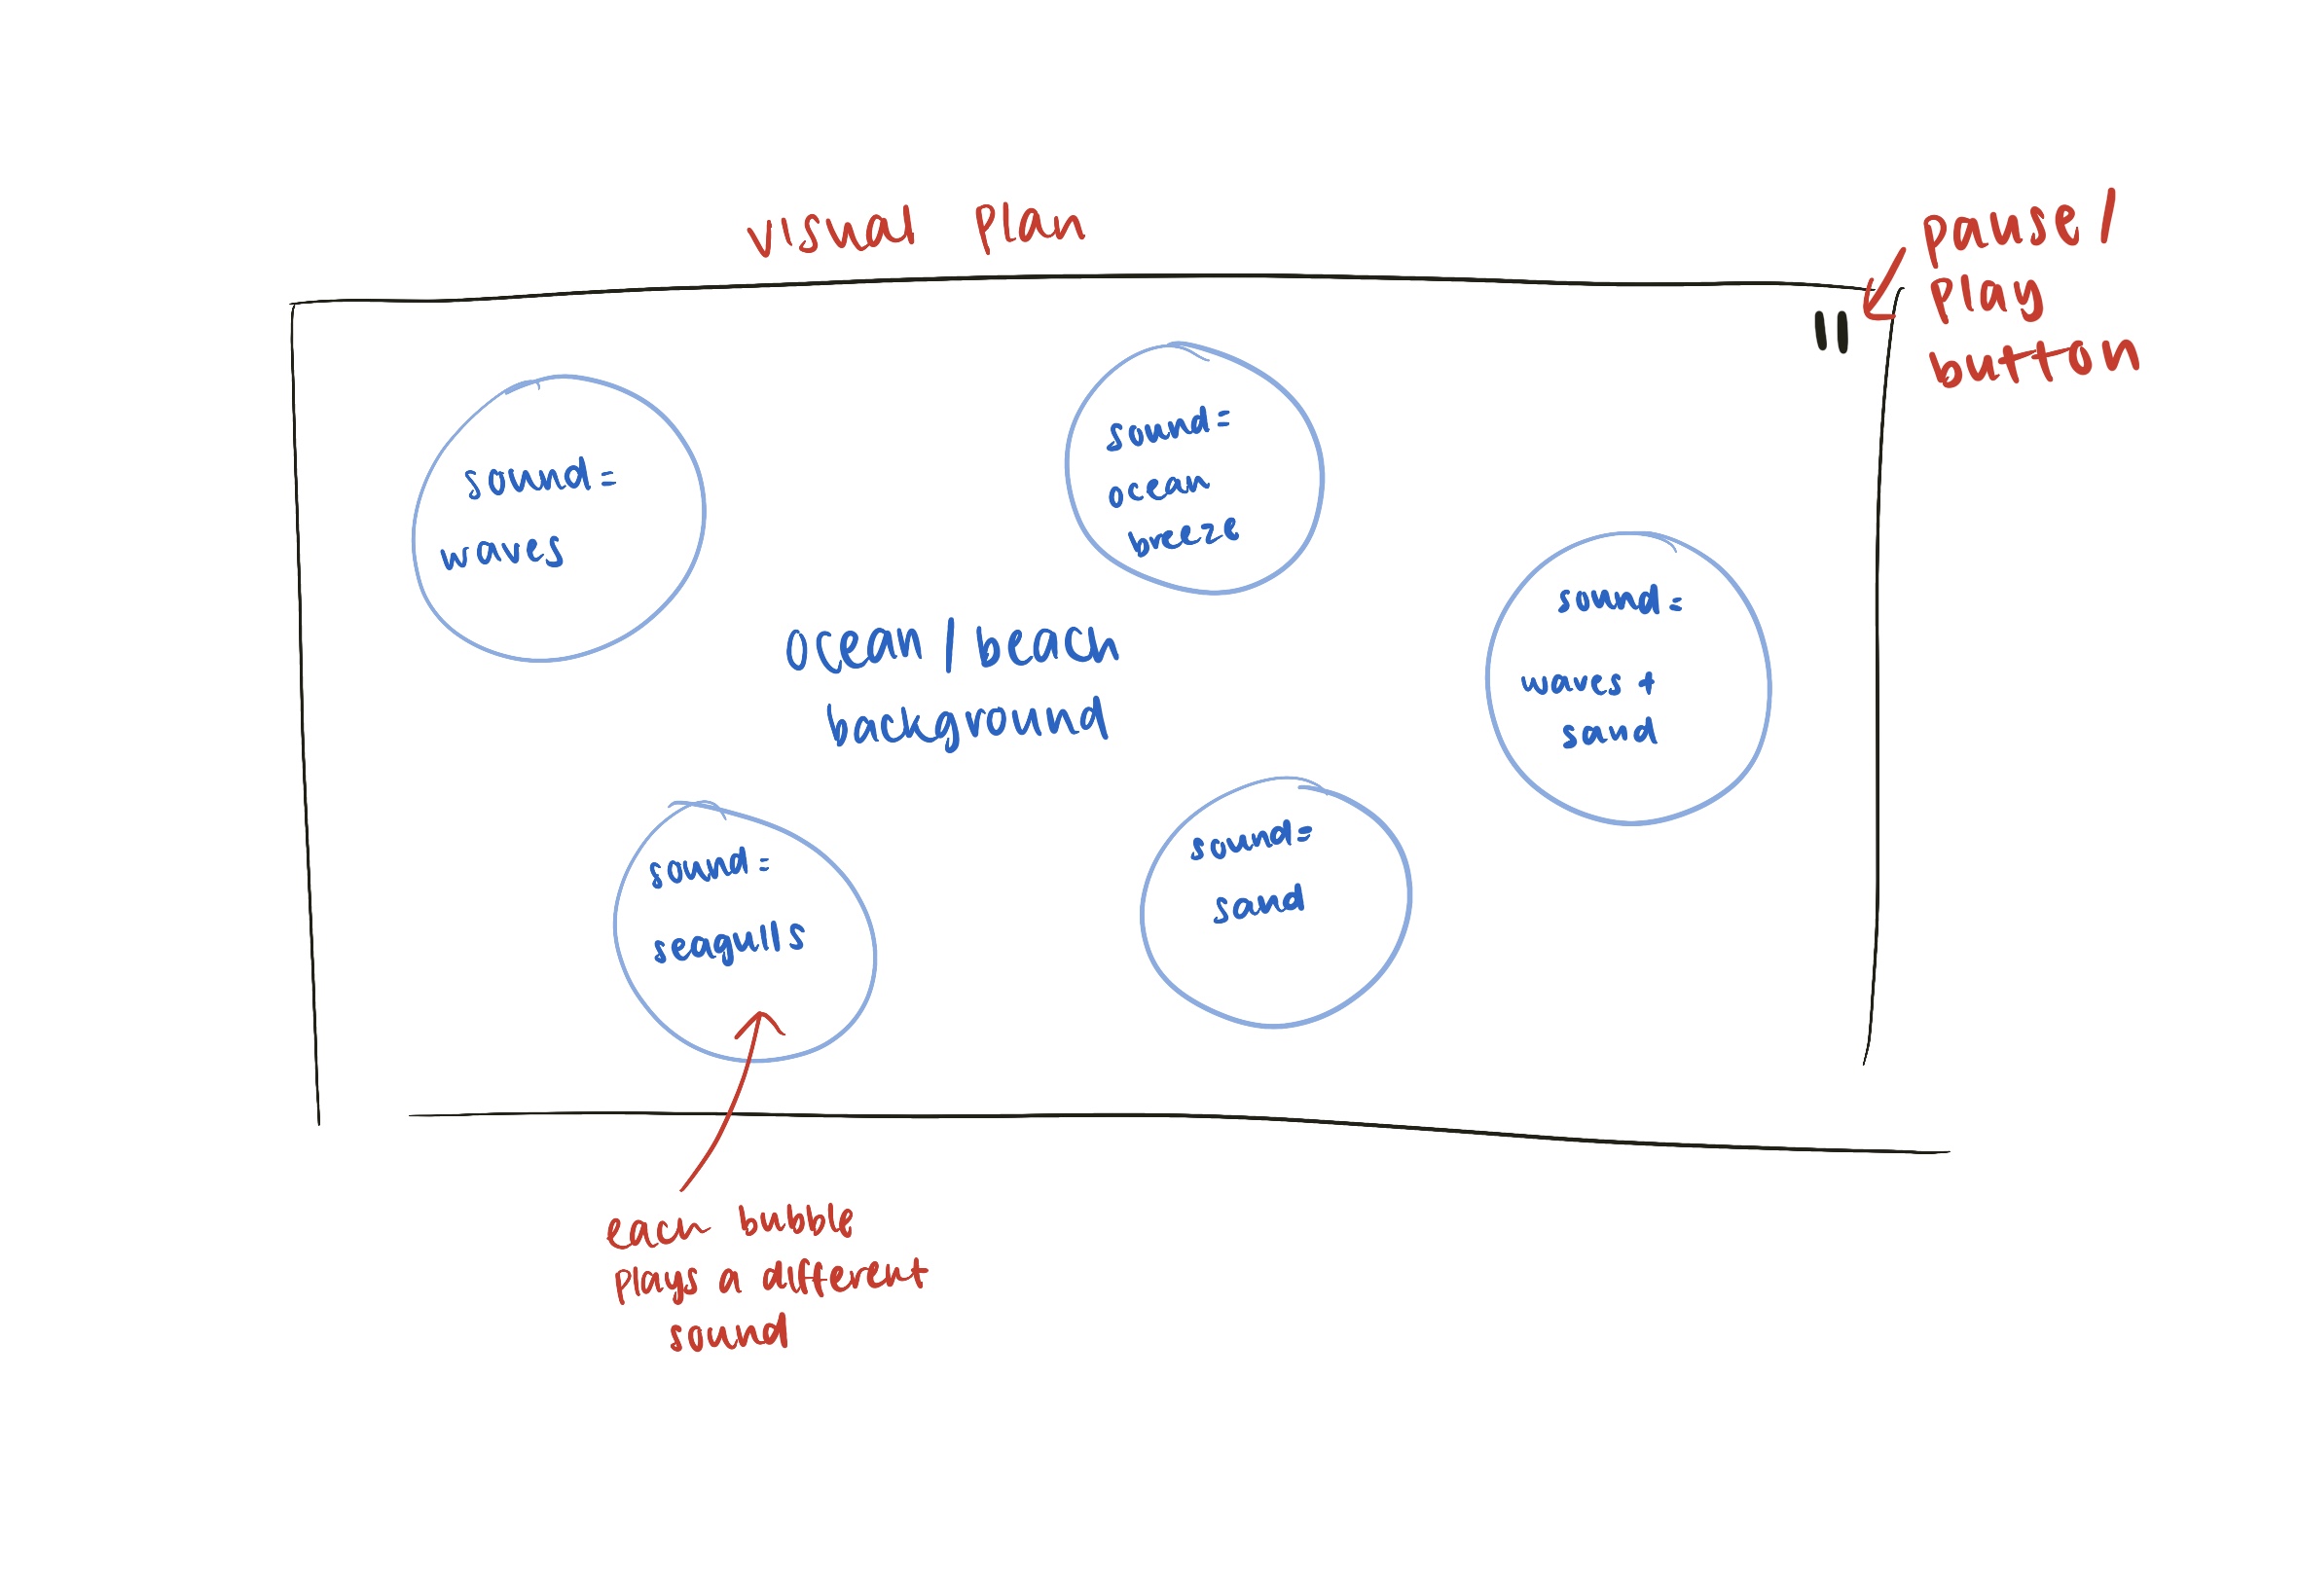 visual plan
pause/
play
button
sound =
waves
sound =
ocean
breeze
sound =
waves +
sand
ocean / beach
background
sound =
seagulls
sound =
sand
each bubble
plays a different
sound